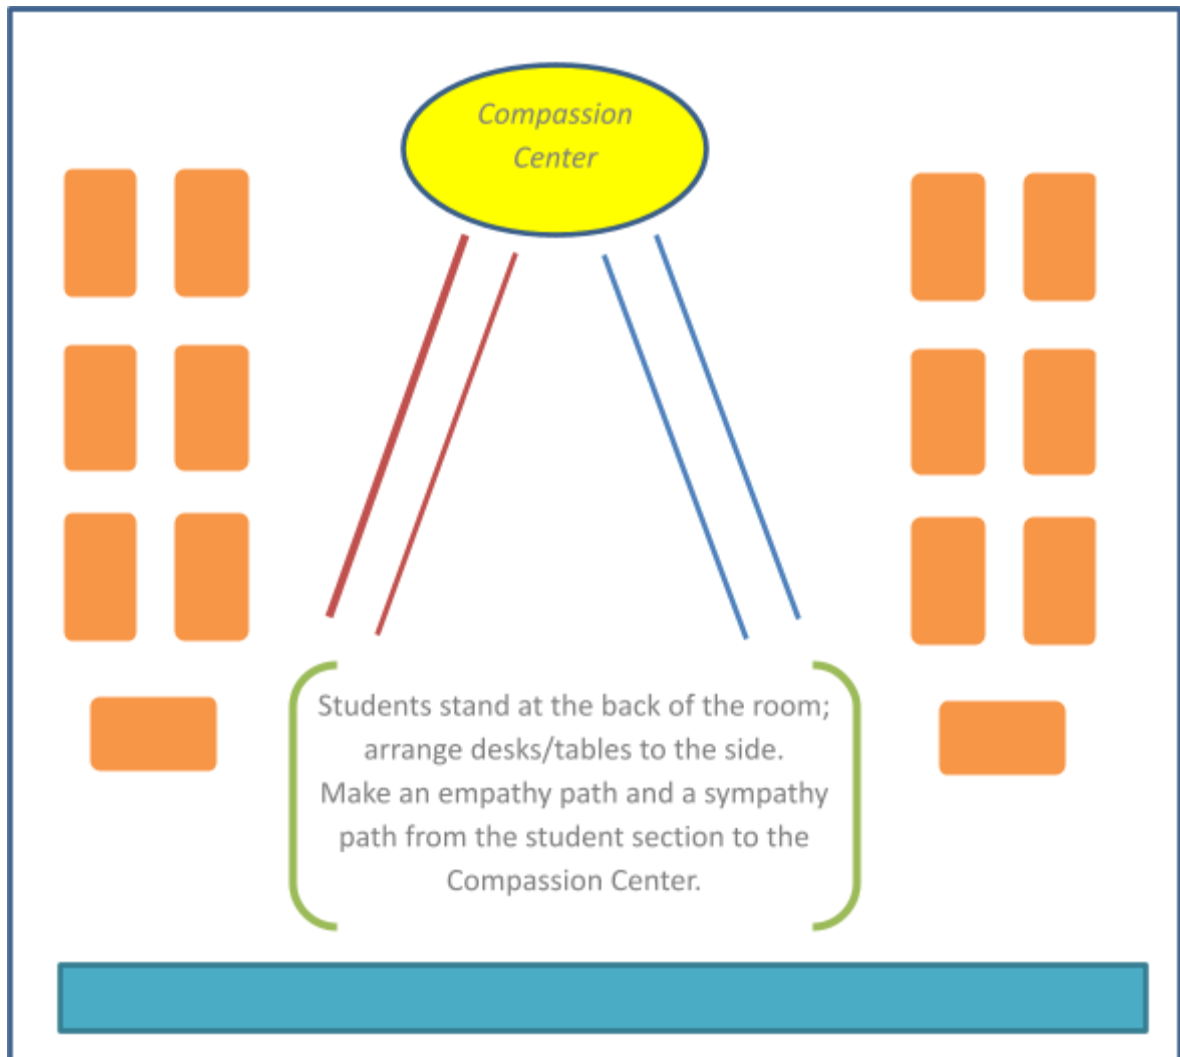 Compassion
Center
Students stand at the back of the room;
arrange desks/tables to the side.
Make an empathy path and a sympathy
path from the student section to the
Compassion Center.